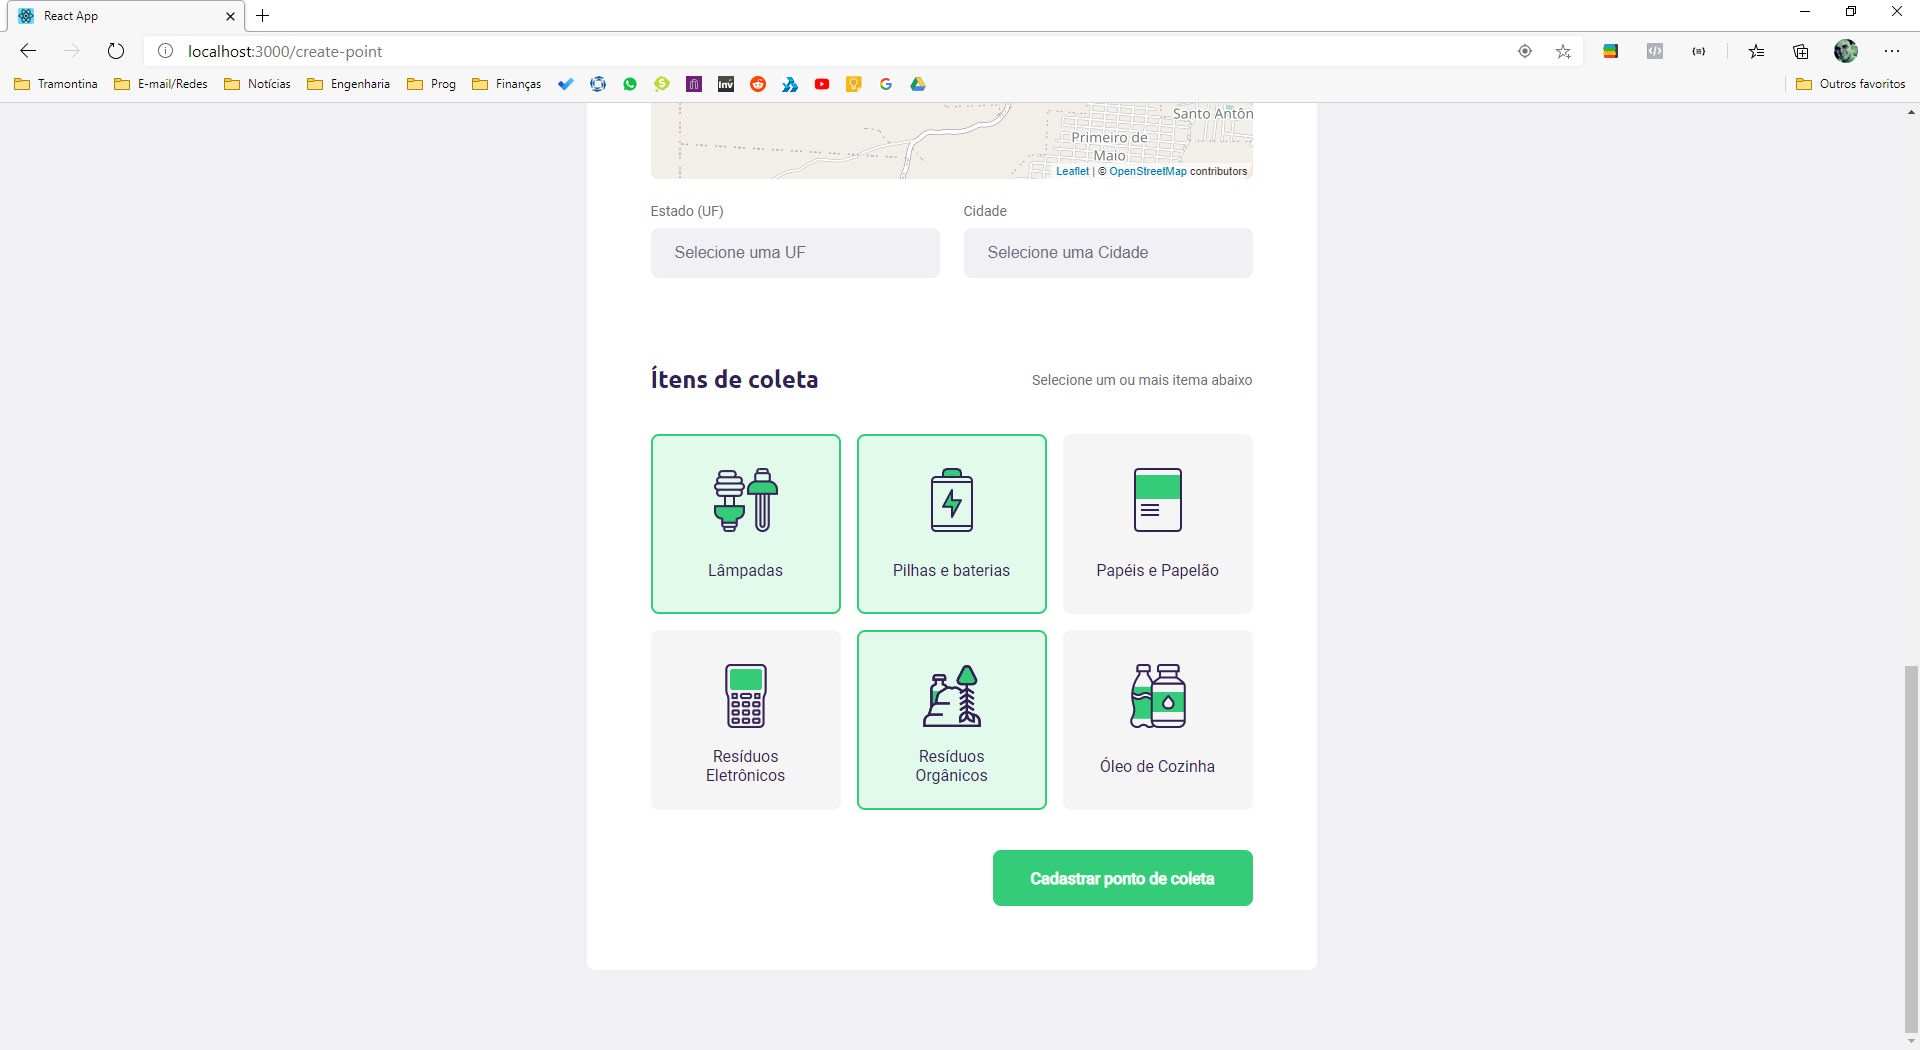 React App
localhost:3000/create-point
Tramontina E-mail/Redes Notícias Engenharia Prog Finanças Outros favoritos
Santo Antôn
Primeiro de
Maio
Leaflet | © OpenStreetMap contributors
Estado (UF) Cidade
Selecione uma UF Selecione uma Cidade
Ítens de coleta Selecione um ou mais itema abaixo
Lâmpadas Pilhas e baterias Papéis e Papelão
Resíduos
Eletrônicos
Resíduos
Orgânicos
Óleo de Cozinha
Cadastrar ponto de coleta